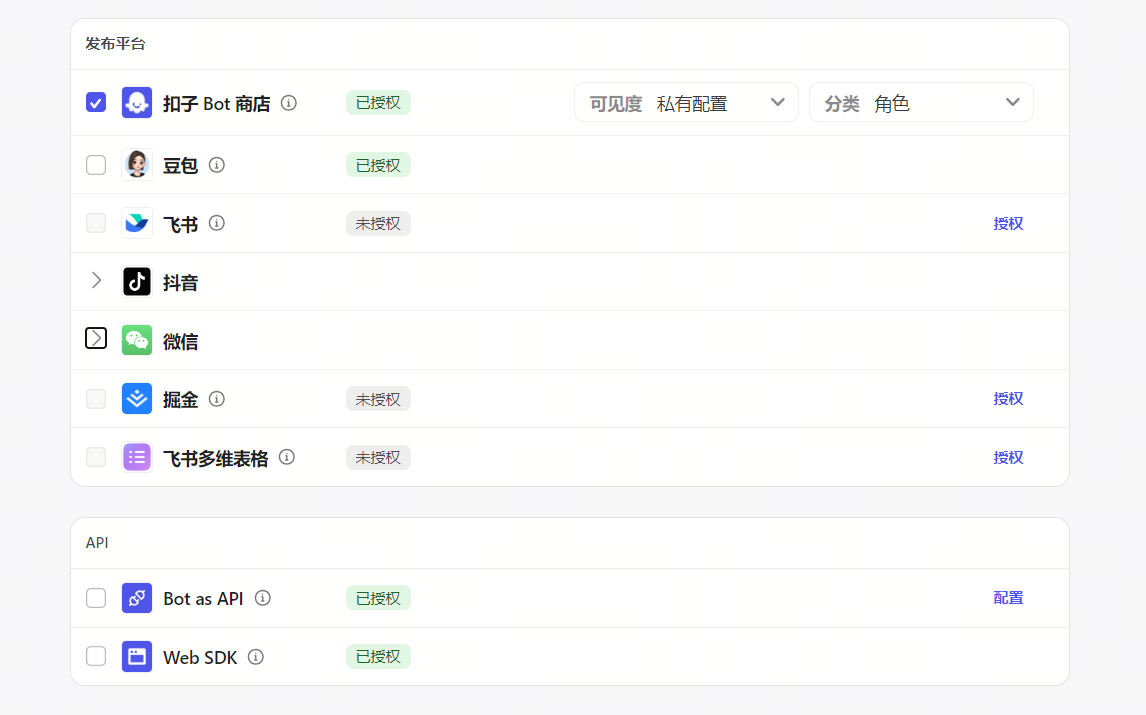 发布平台
扣子 Bot 商店 已授权 可见度 私有配置 分类 角色
豆包 已授权
飞书 未授权 授权
抖音
微信
掘金 未授权 授权
飞书多维表格 未授权 授权
API
Bot as API 已授权 配置
Web SDK 已授权